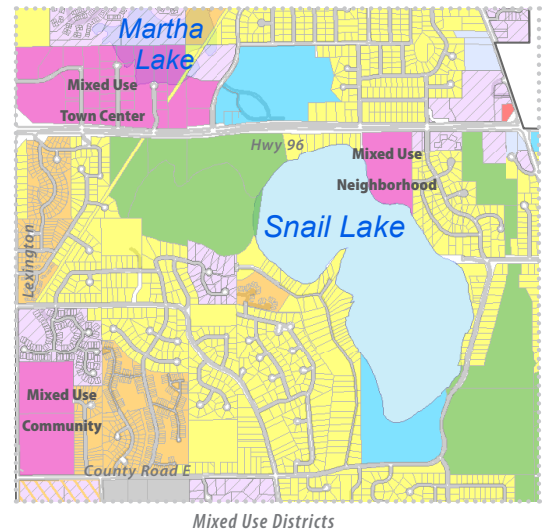 Martha
Lake
Mixed Use
Town Center
Hwy 96
Mixed Use
Neighborhood
Snail Lake
Lexington
Mixed Use
Community
County Road E
Mixed Use Districts